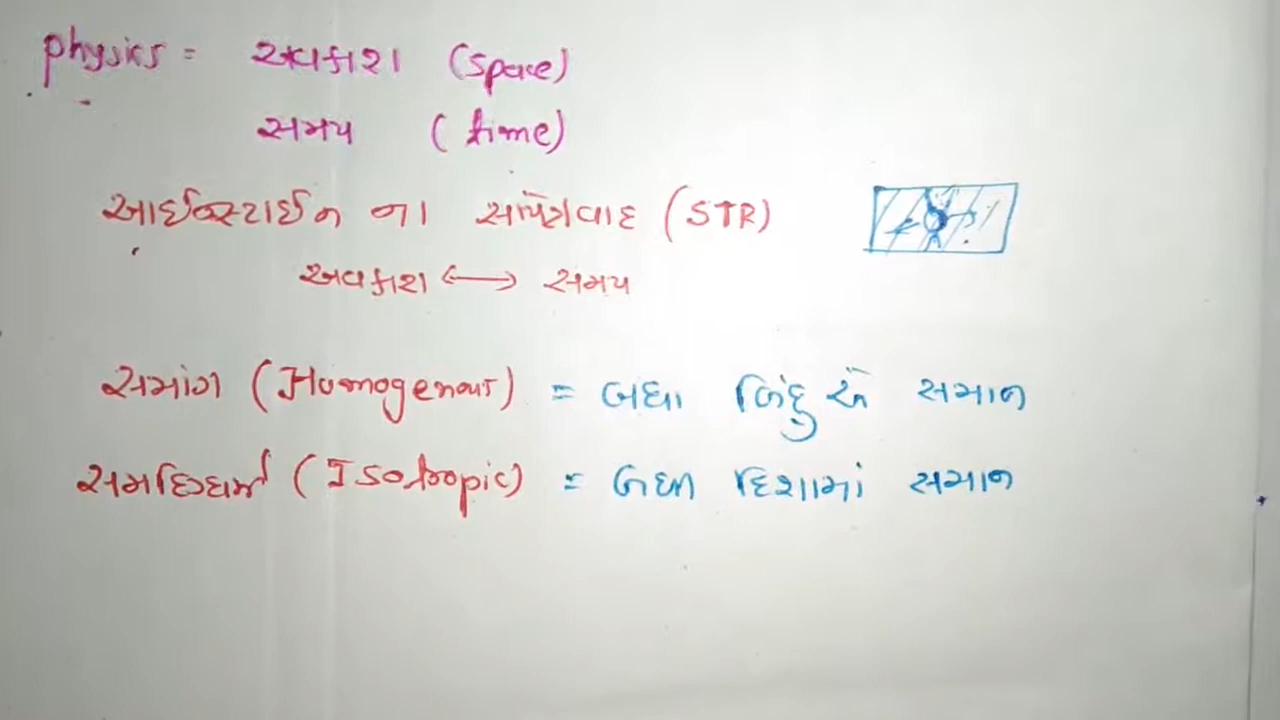 physics = અવકાશ (space)
સમય (time)
આઈન્સ્ટાઈન ના સાપેક્ષવાદ (STR)
અવકાશ ⟷ સમય
સમાંગ (Homogenous) = બધા બિંદુ એ સમાન
સમદિગ્ધર્મી (Isotropic) = બધી દિશામાં સમાન